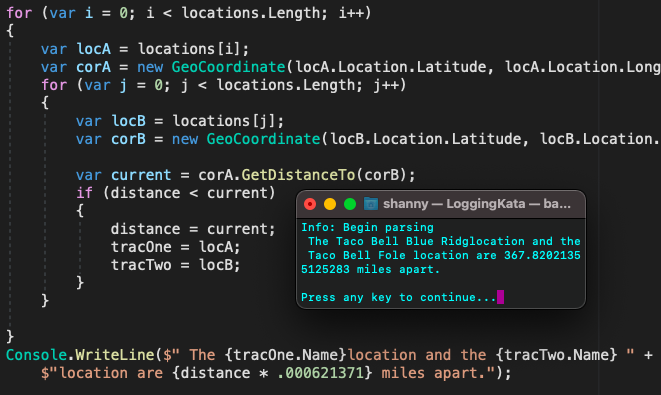 for (var i = 0; i < locations.Length; i++)
{
var locA = locations[i];
var corA = new GeoCoordinate(locA.Location.Latitude, locA.Location.Long
for (var j = 0; j < locations.Length; j++)
{
var locB = locations[j];
var corB = new GeoCoordinate(locB.Location.Latitude, locB.Location.
var current = corA.GetDistanceTo(corB);
if (distance < current)
{
distance = current;
tracOne = locA;
tracTwo = locB;
}
}
}
Console.WriteLine($" The {tracOne.Name}location and the {tracTwo.Name} " +
$"location are {distance * .000621371} miles apart.");
shanny — LoggingKata — ba...
Info: Begin parsing
The Taco Bell Blue Ridglocation and the
Taco Bell Fole location are 367.8202135
5125283 miles apart.
Press any key to continue...